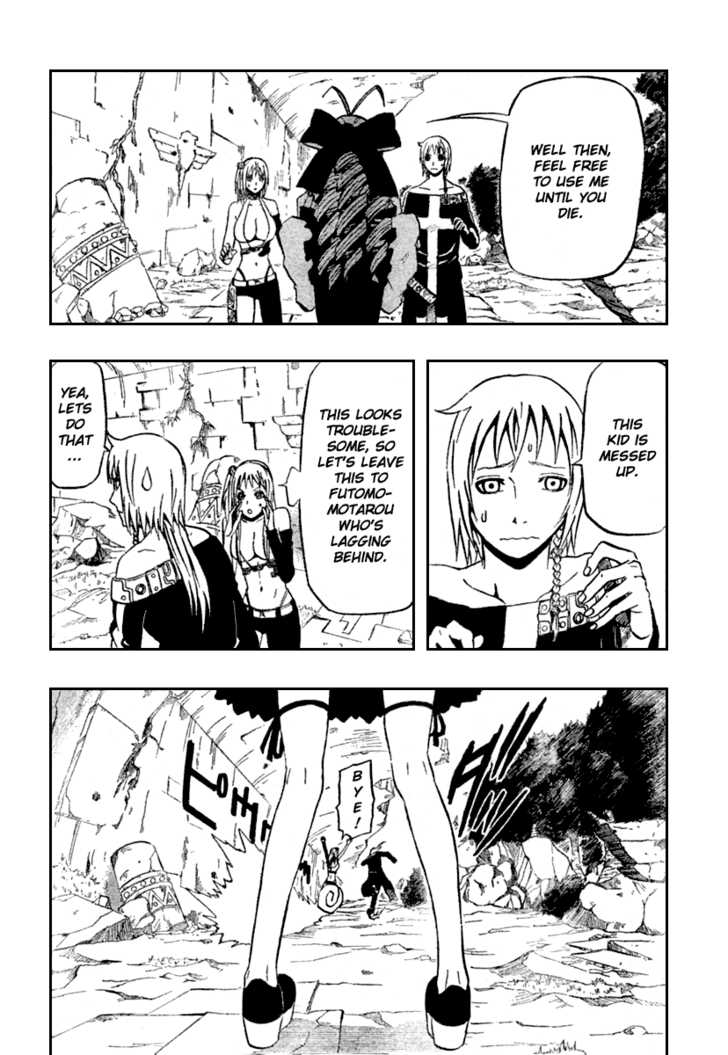 WELL THEN,
FEEL FREE
TO USE ME
UNTIL YOU
DIE.
YEA,
LETS
DO
THAT
...
THIS LOOKS
TROUBLE-
SOME, SO
LET'S LEAVE
THIS TO
FUTOMO-
MOTAROU
WHO'S
LAGGING
BEHIND.
THIS
KID IS
MESSED
UP.
BYE!